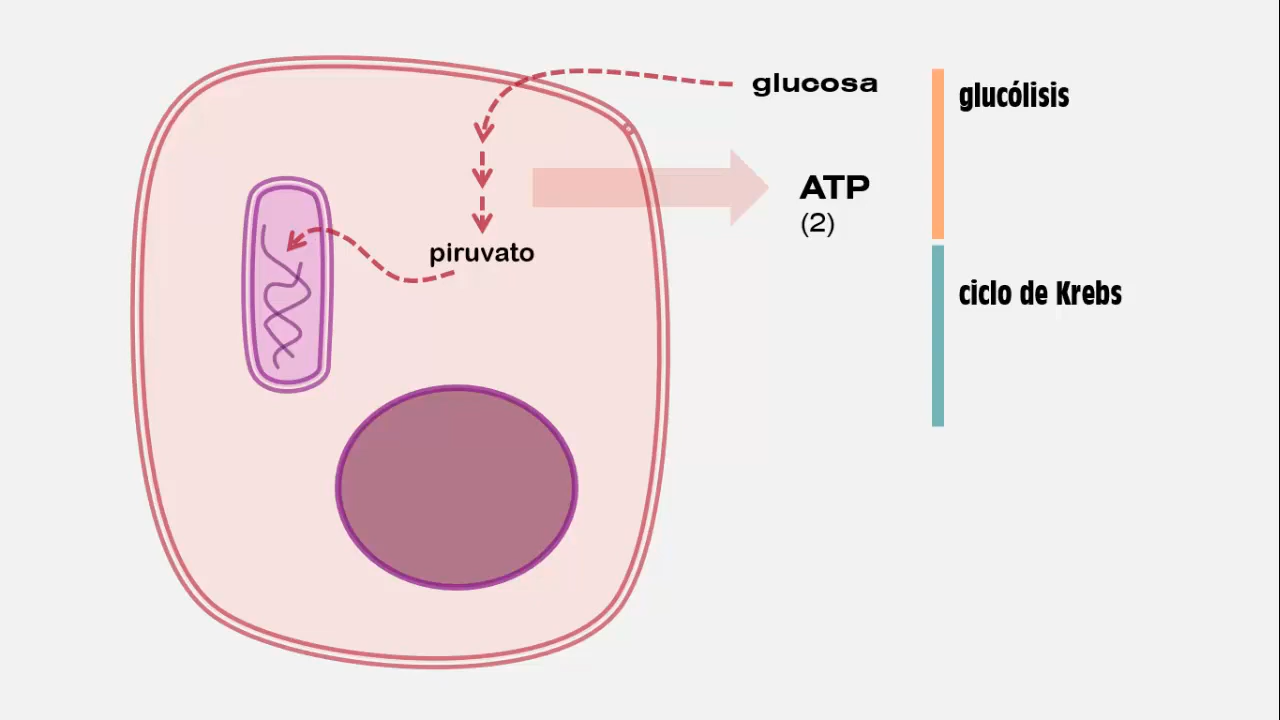 glucosa
glucólisis
ATP
(2)
piruvato
ciclo de Krebs